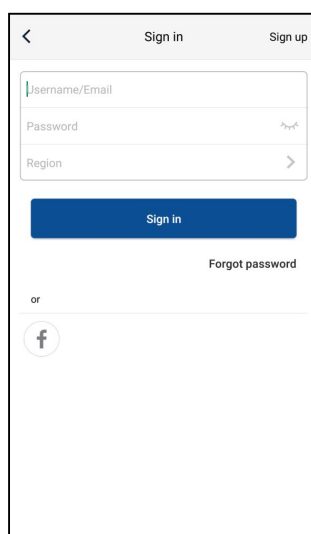 Sign in
Sign up
Username/Email
Password
Region
Sign in
Forgot password
or
f